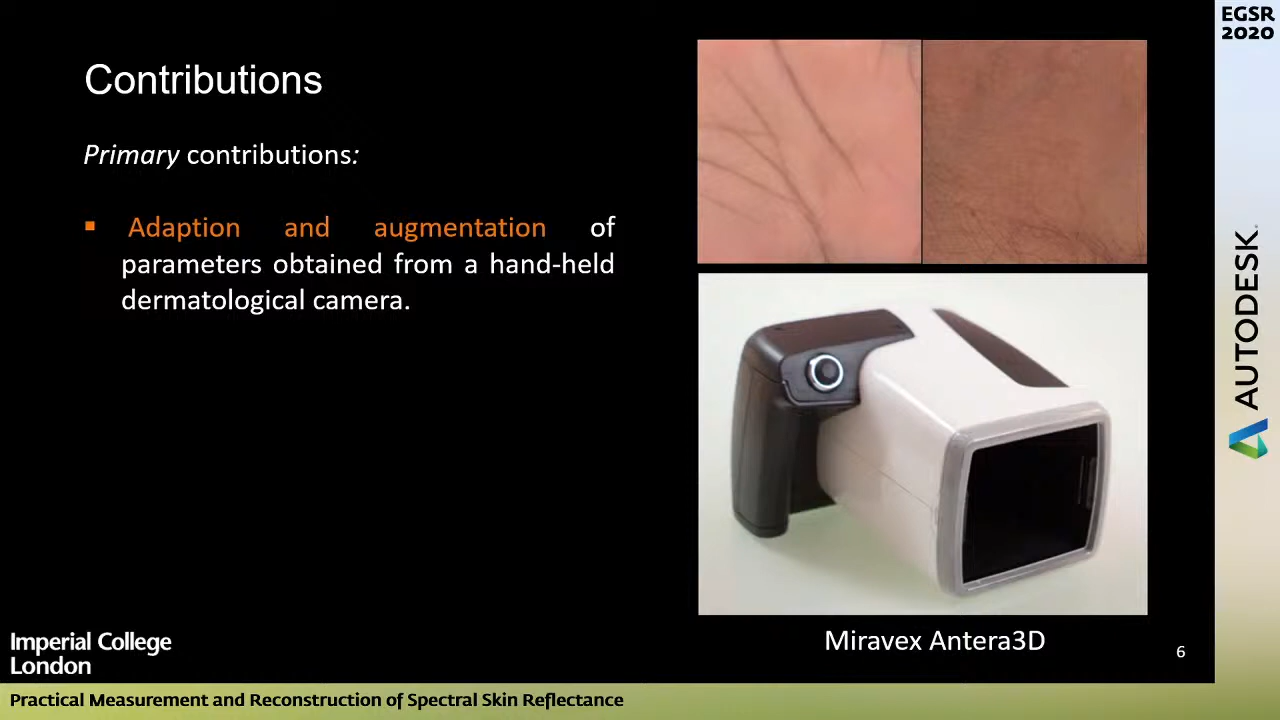 EGSR
2020
Contributions
Primary contributions:
Adaption and augmentation of
parameters obtained from a hand-held
dermatological camera.
AUTODESK
Miravex Antera3D
Imperial College
London
6
Practical Measurement and Reconstruction of Spectral Skin Reflectance